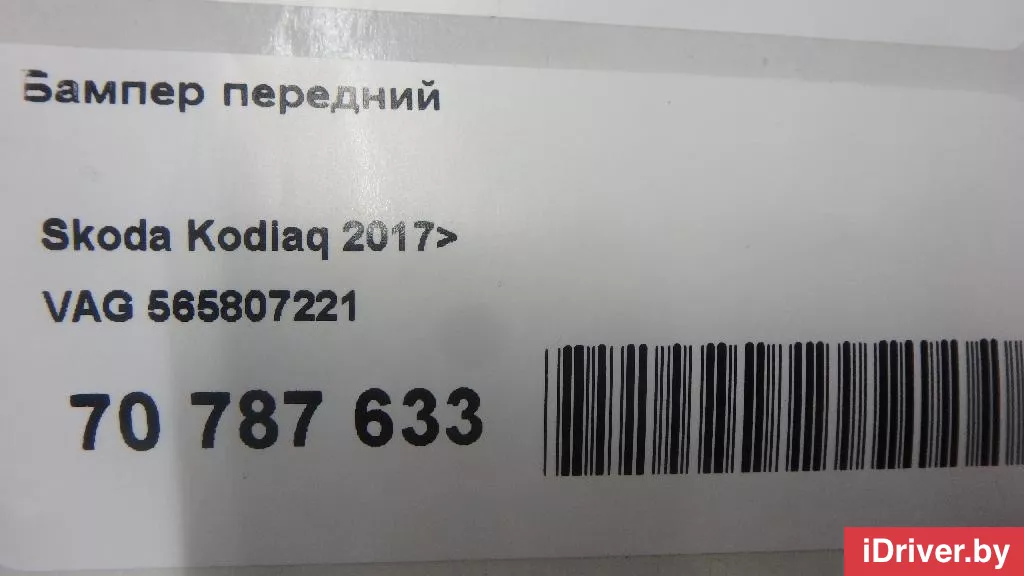 Бампер передний
Skoda Kodiaq 2017>
VAG 565807221
70 787 633
iDriver.by